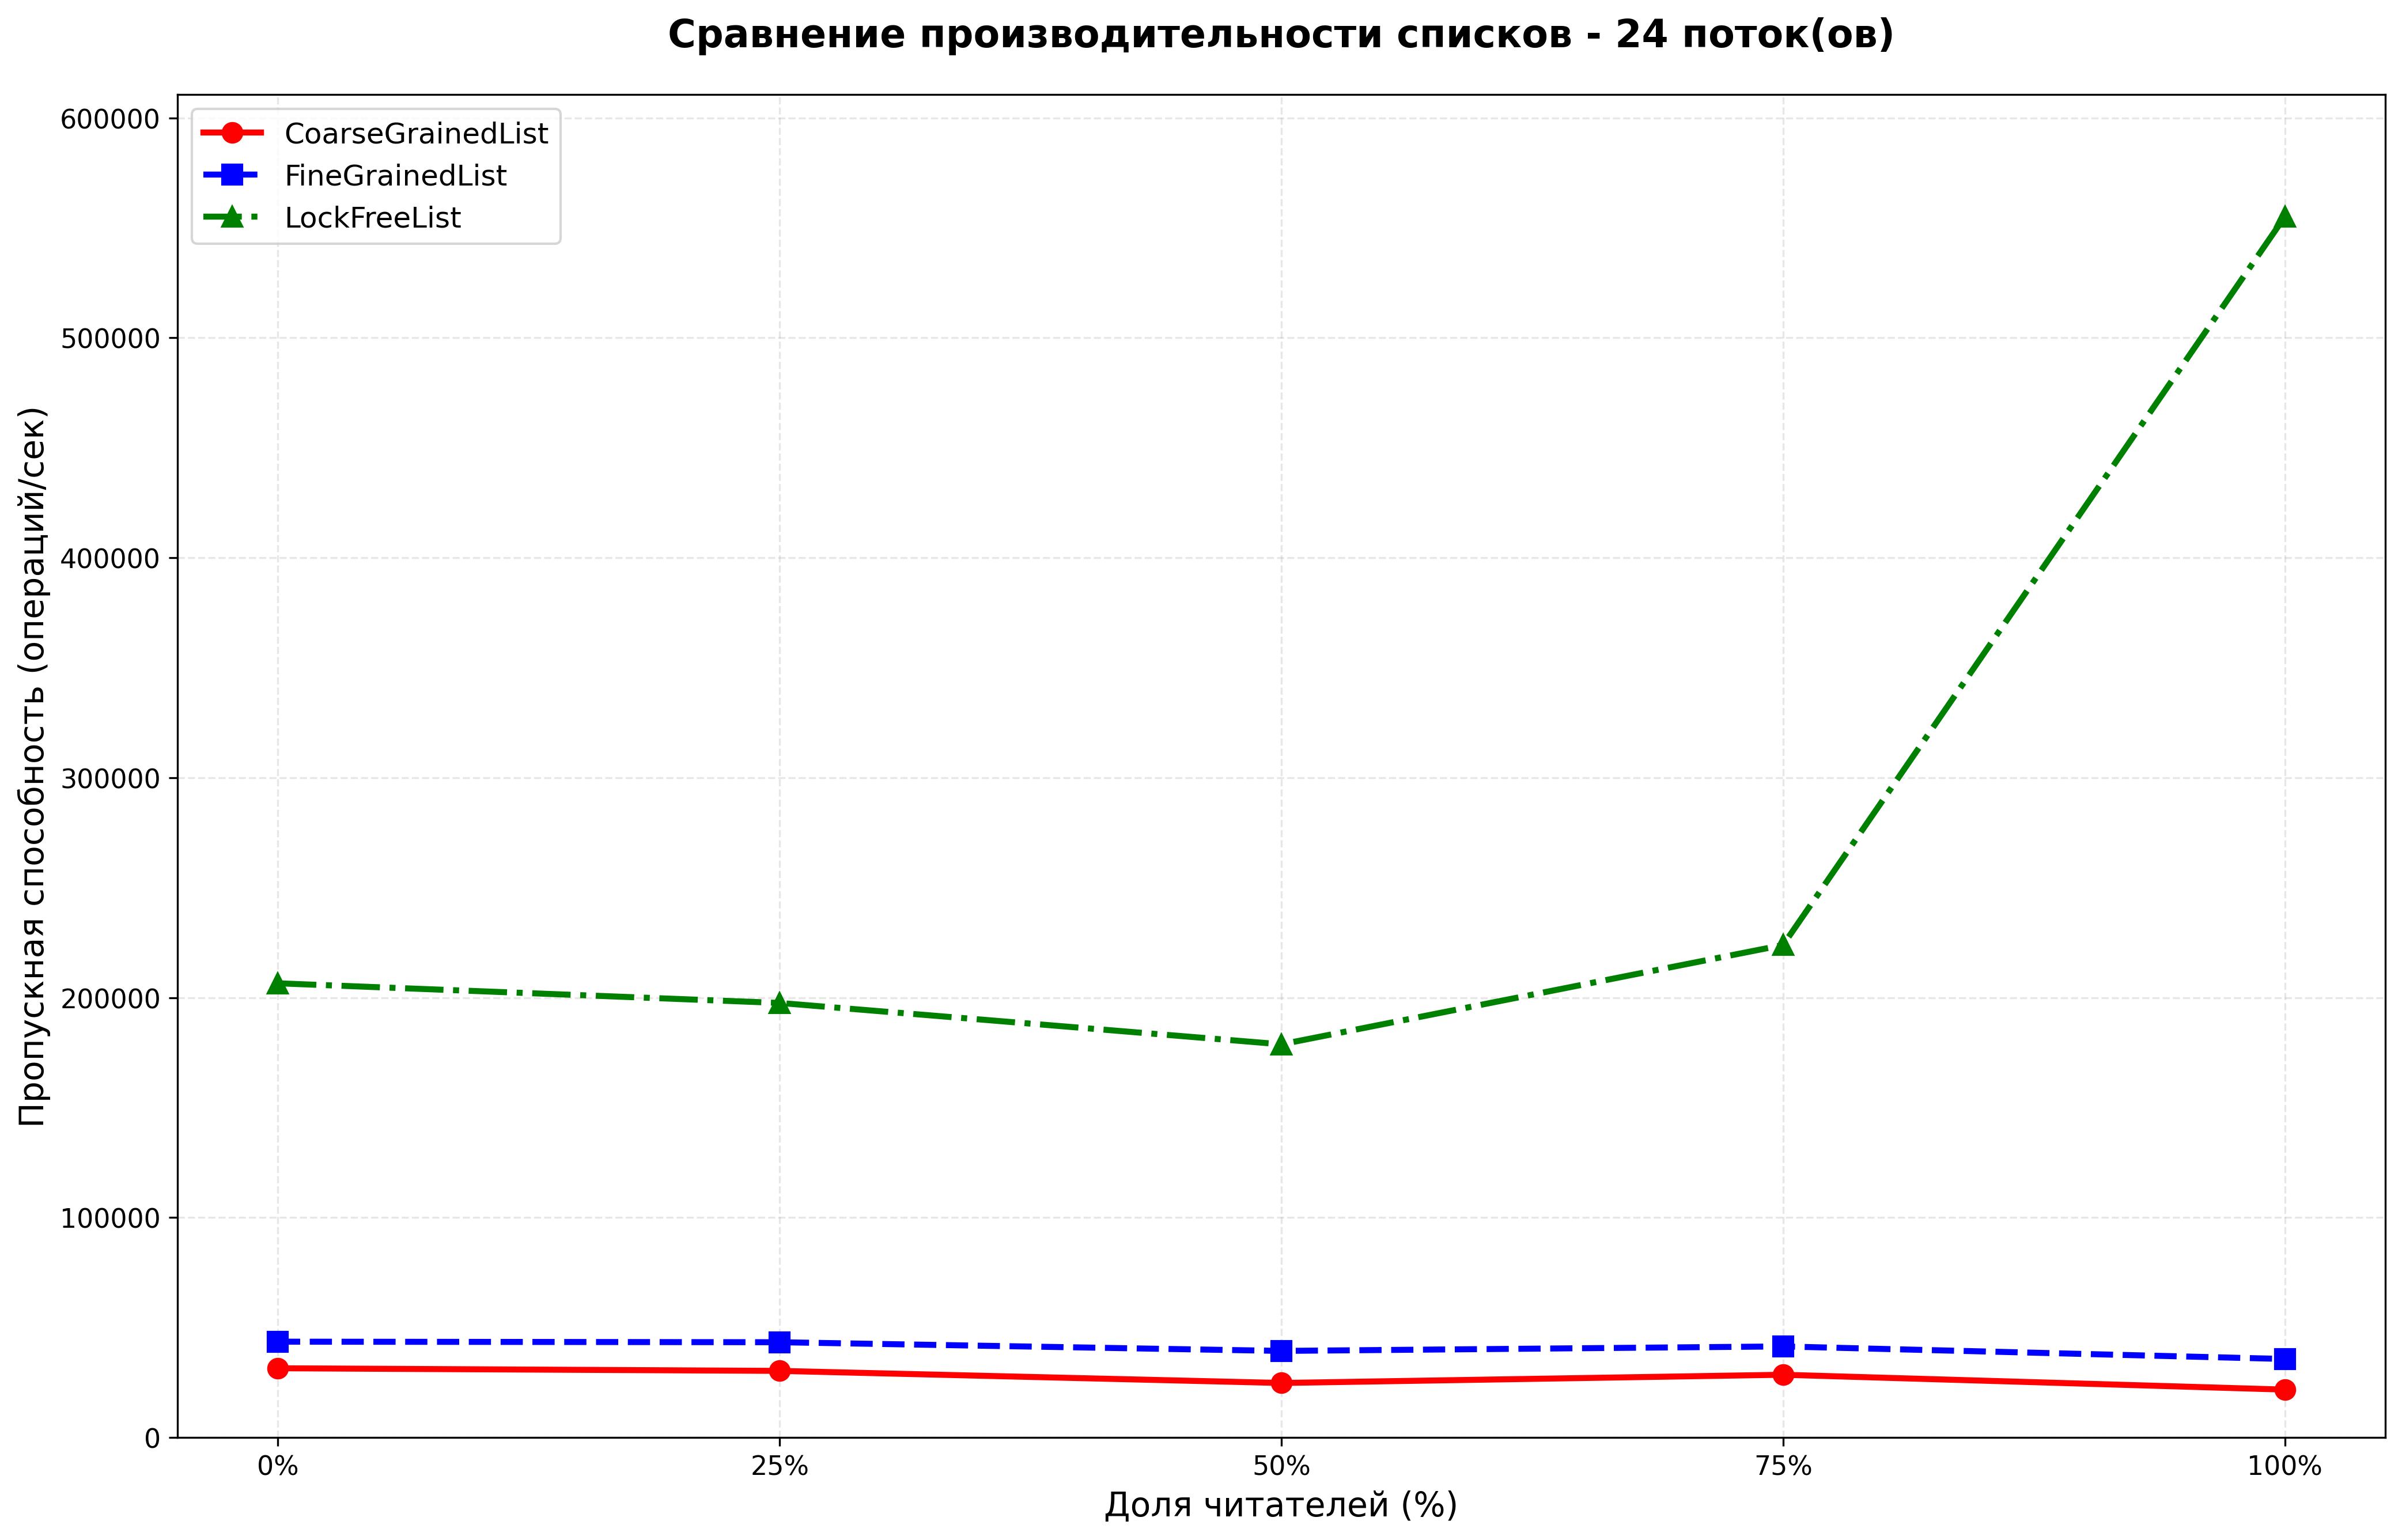 Сравнение производительности списков - 24 поток(ов)
CoarseGrainedList
FineGrainedList
LockFreeList
Пропускная способность (операций/сек)
600000
500000
400000
300000
200000
100000
0
0% 25% 50% 75% 100%
Доля читателей (%)